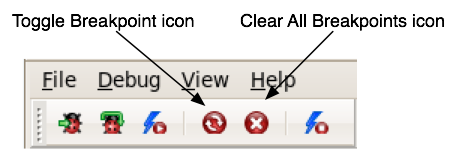 Toggle Breakpoint icon Clear All Breakpoints icon
File Debug View Help